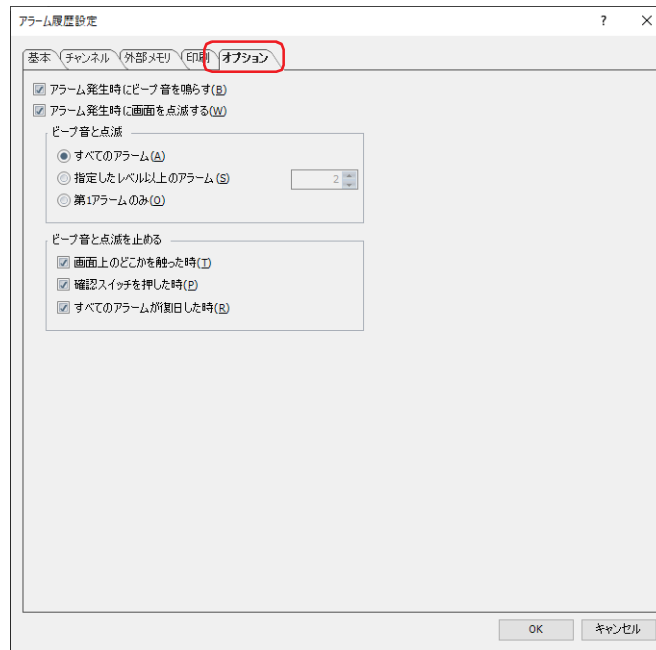 アラーム履歴設定
基本 チャンネル 外部メモリ 印刷 オプション
アラーム発生時にビープ音を鳴らす(B)
アラーム発生時に画面を点滅する(W)
ビープ音と点滅
すべてのアラーム(A)
指定したレベル以上のアラーム(S) 2
第1アラームのみ(O)
ビープ音と点滅を止める
画面上のどこかを触った時(T)
確認スイッチを押した時(P)
すべてのアラームが復旧した時(R)
OK キャンセル